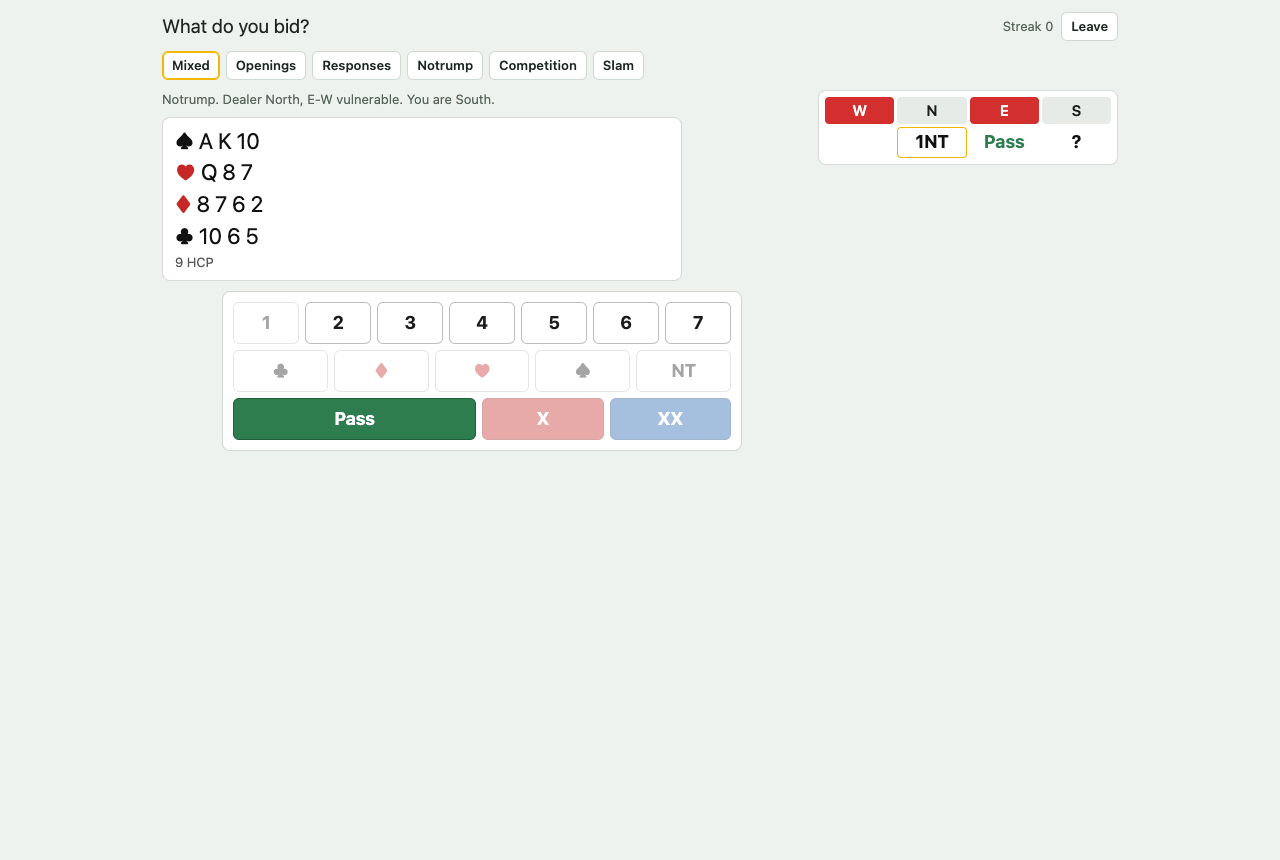 What do you bid?
Streak 0 Leave
Mixed Openings Responses Notrump Competition Slam
Notrump. Dealer North, E-W vulnerable. You are South.
W N E S
1NT Pass ?
♠ A K 10
♥ Q 8 7
♦ 8 7 6 2
♣ 10 6 5
9 HCP
1 2 3 4 5 6 7
♣ ♦ ♥ ♠ NT
Pass X XX